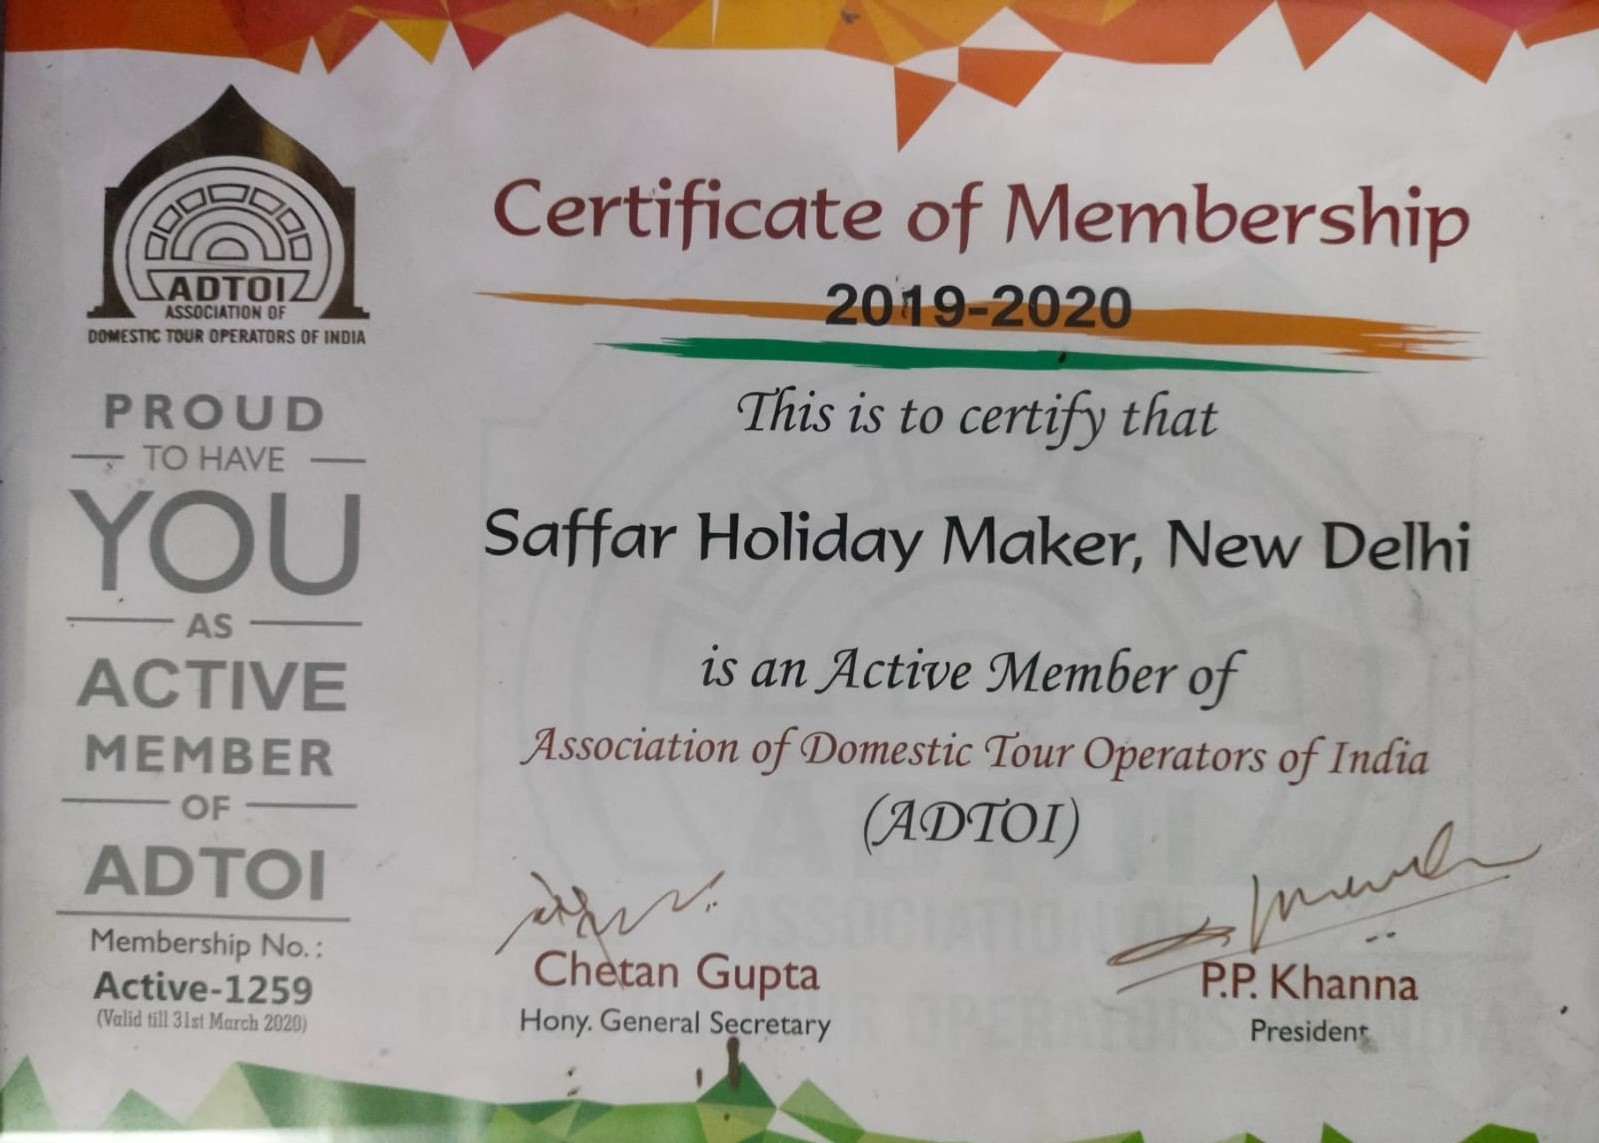 ADTOI
ASSOCIATION OF
DOMESTIC TOUR OPERATORS OF INDIA
PROUD
TO HAVE
YOU
AS
ACTIVE
MEMBER
OF
ADTOI
Membership No.:
Active-1259
(Valid till 31st March 2020)
Certificate of Membership
2019-2020
This is to certify that
Saffar Holiday Maker, New Delhi
is an Active Member of
Association of Domestic Tour Operators of India
(ADTOI)
Chetan Gupta
Hony. General Secretary
P.P. Khanna
President